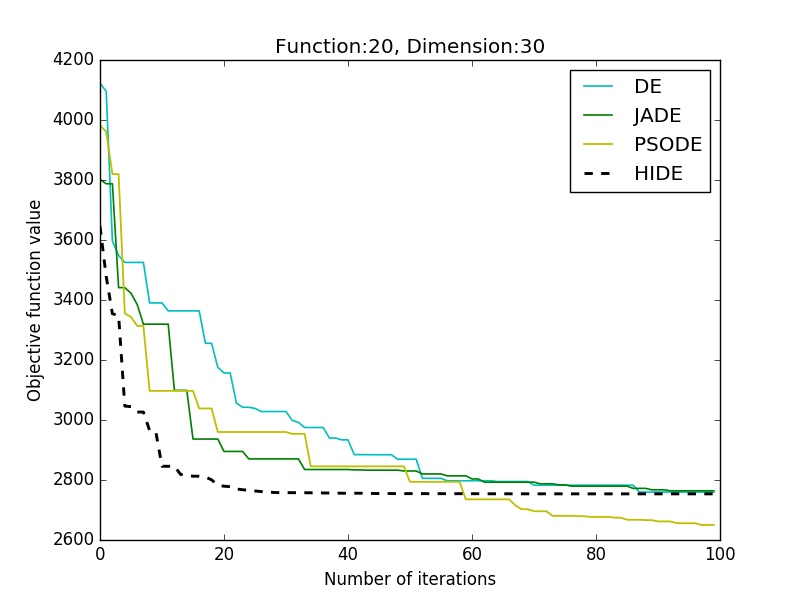 Function:20, Dimension:30
4200
4000
3800
3600
3400
3200
3000
2800
2600
Objective function value
DE
JADE
PSODE
HIDE
0
20
40
60
80
100
Number of iterations